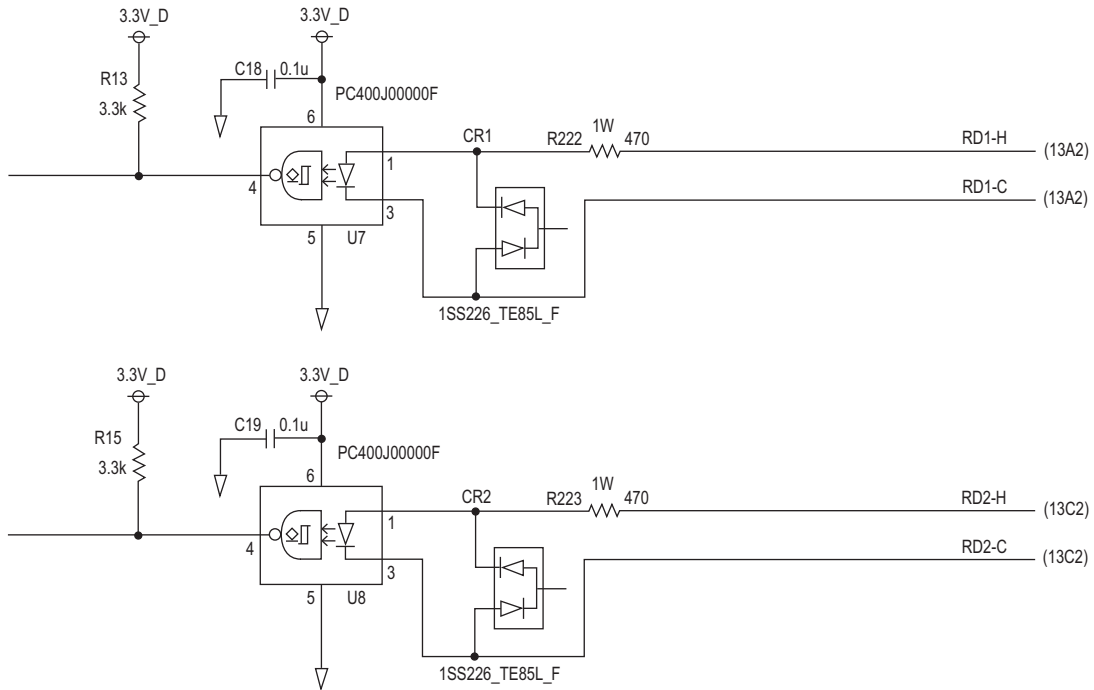 3.3V_D
3.3V_D
C18 0.1u
R13
3.3k
PC400J00000F
6
1
4
3
5
U7
CR1
R222
1W
470
RD1-H
(13A2)
RD1-C
(13A2)
1SS226_TE85L_F
3.3V_D
3.3V_D
C19 0.1u
R15
3.3k
PC400J00000F
6
1
4
3
5
U8
CR2
R223
1W
470
RD2-H
(13C2)
RD2-C
(13C2)
1SS226_TE85L_F